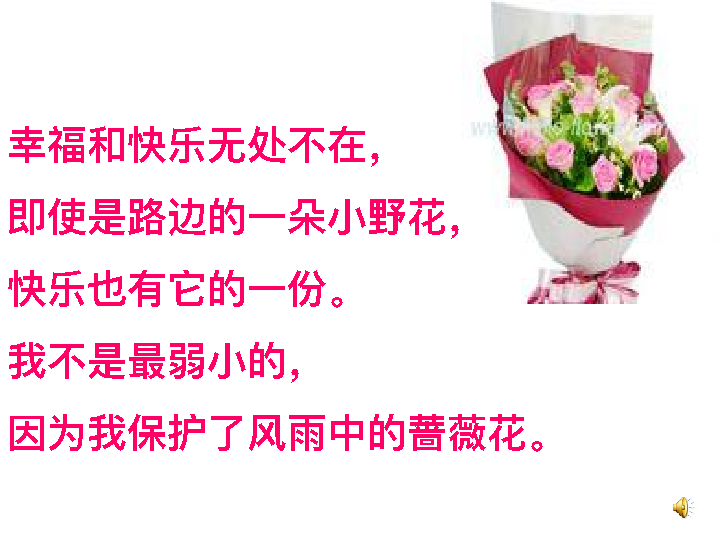 幸福和快乐无处不在，
即使是路边的一朵小野花，
快乐也有它的一份。
我不是最弱小的，
因为我保护了风雨中的蔷薇花。